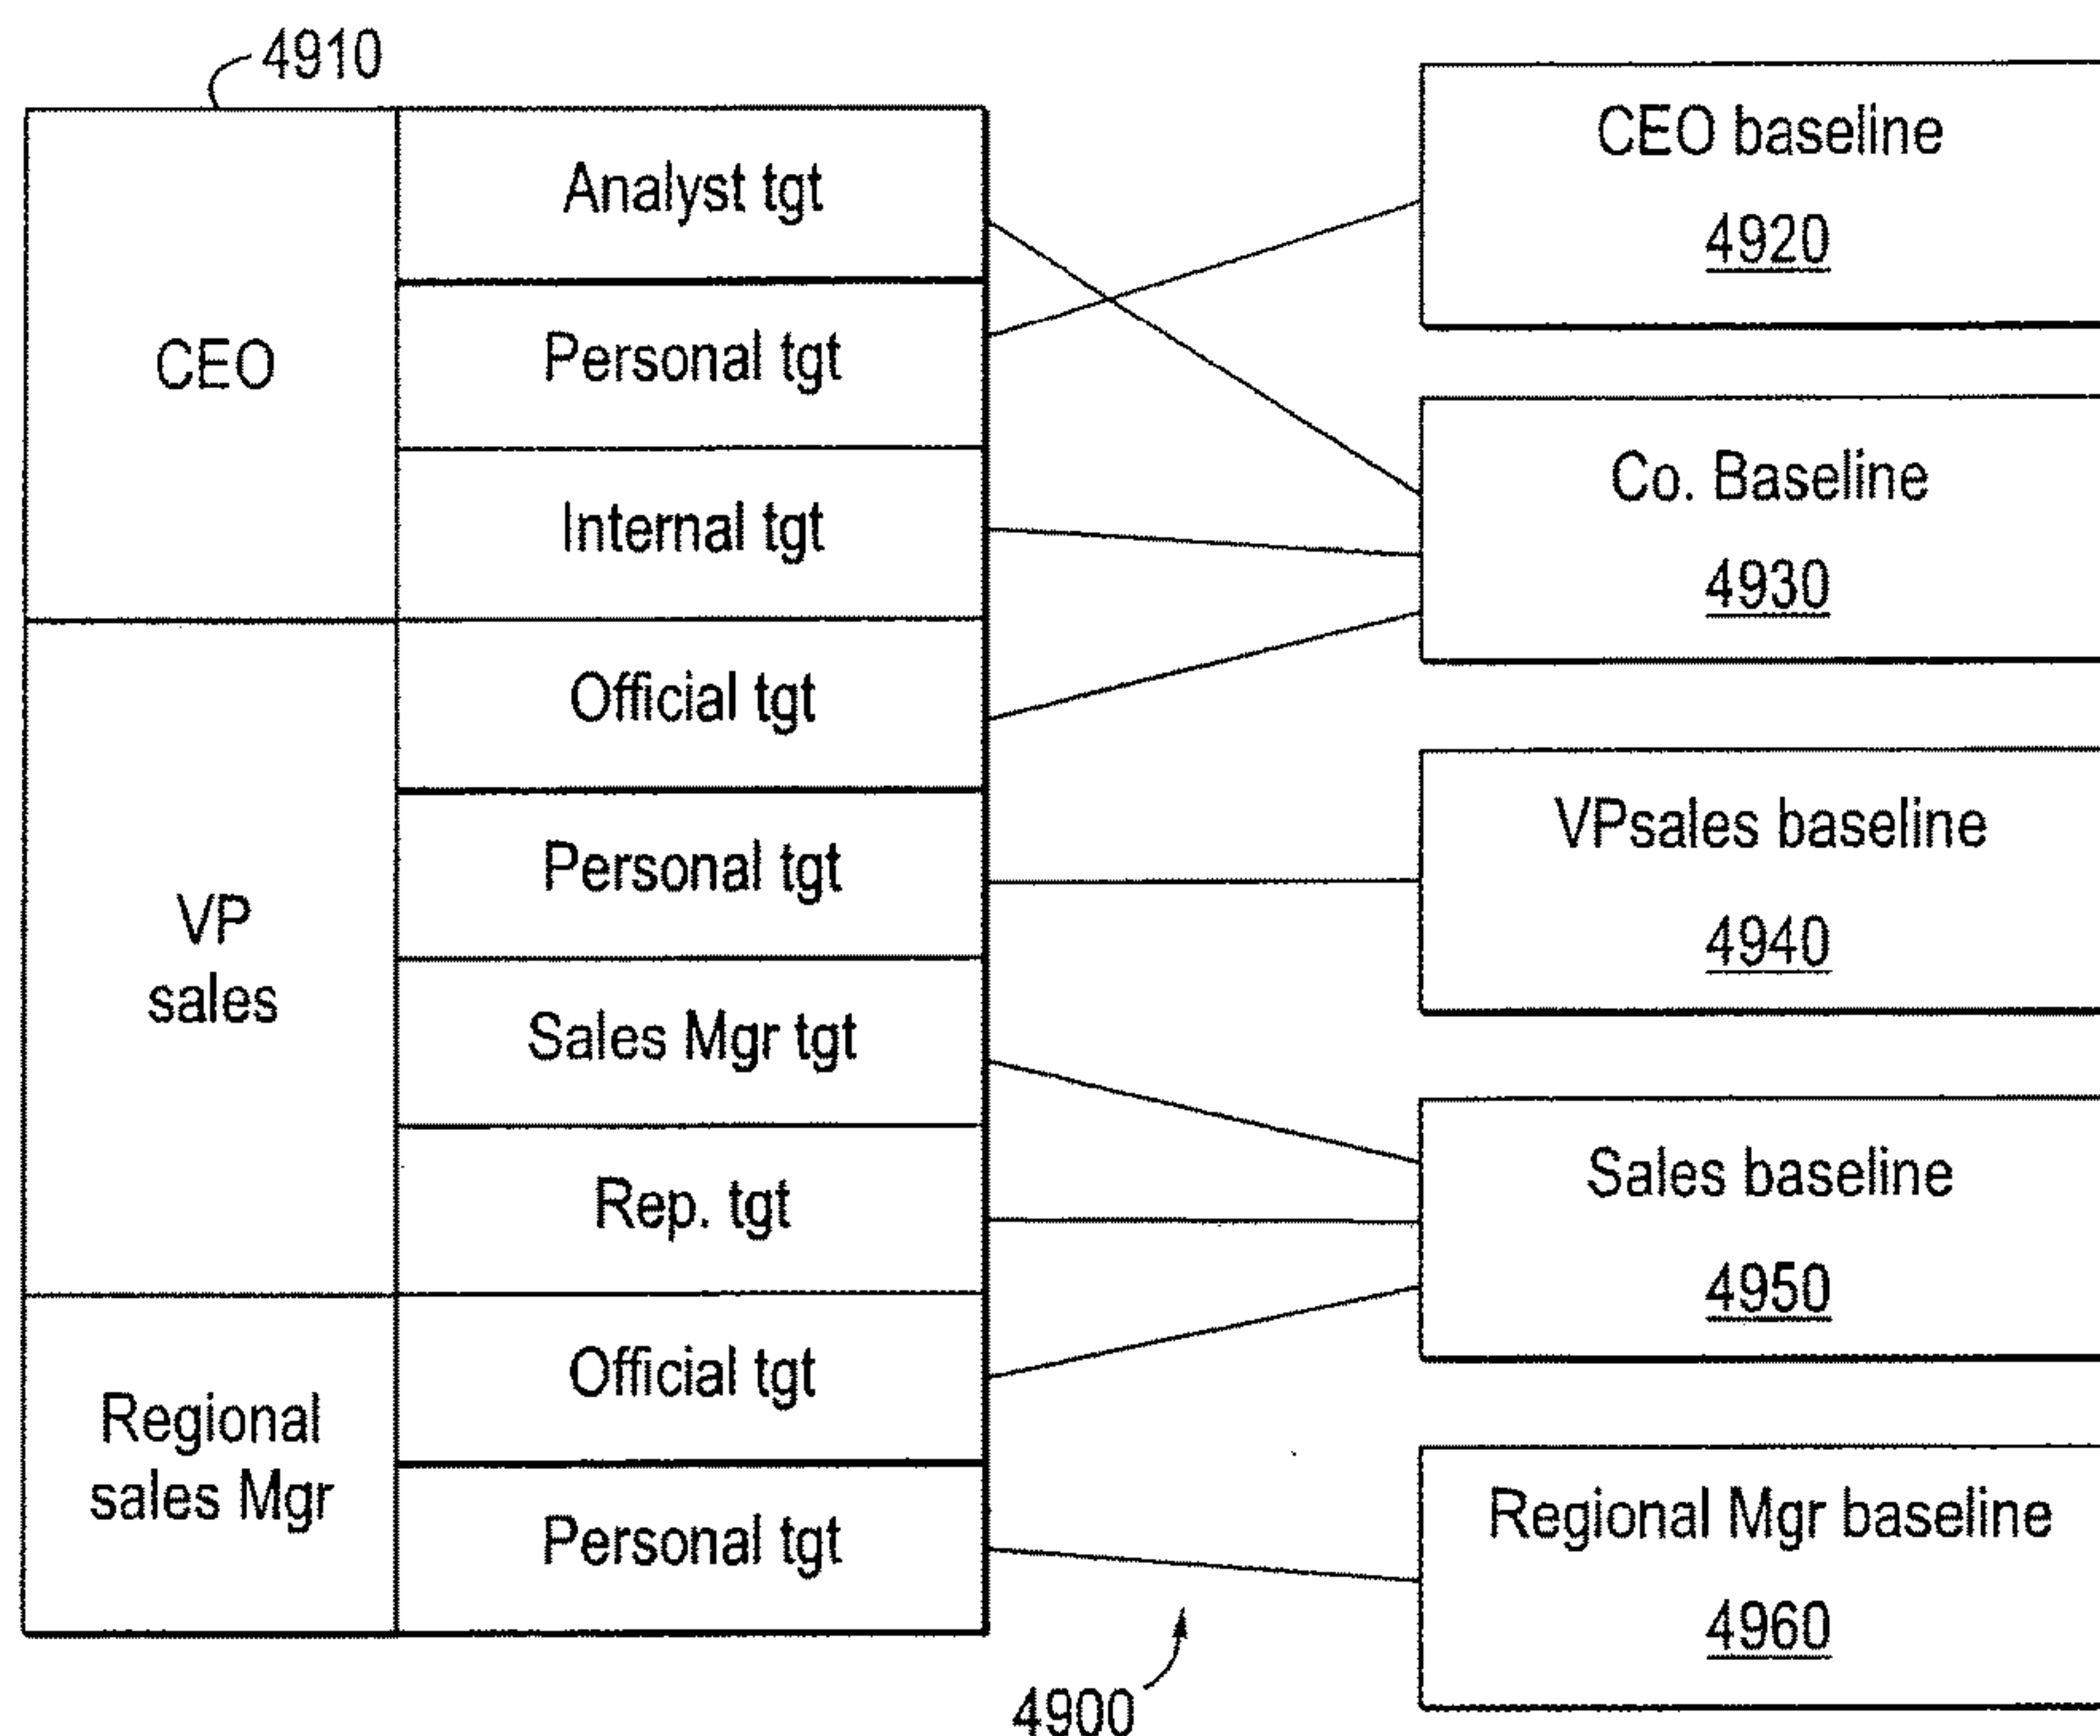 4910
CEO
Analyst tgt
Personal tgt
Internal tgt
VP
sales
Official tgt
Personal tgt
Sales Mgr tgt
Rep. tgt
Regional
sales Mgr
Official tgt
Personal tgt
CEO baseline
4920
Co. Baseline
4930
VPsales baseline
4940
Sales baseline
4950
Regional Mgr baseline
4960
4900